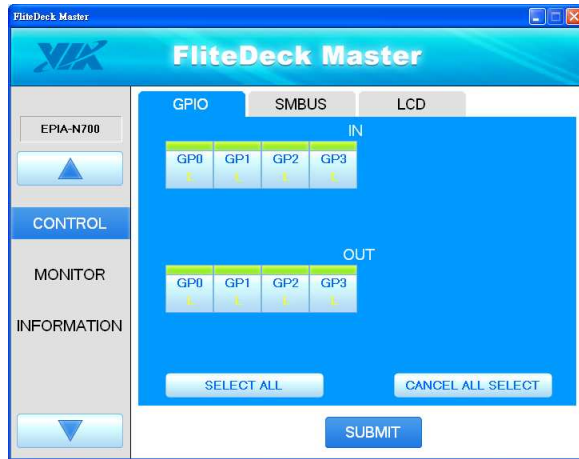 FliteDeck Master
VIA FliteDeck Master
EPIA-N700
GPIO SMBUS LCD
IN
GP0 GP1 GP2 GP3
L L L L
CONTROL
OUT
MONITOR
GP0 GP1 GP2 GP3
L L L L
INFORMATION
SELECT ALL CANCEL ALL SELECT
SUBMIT